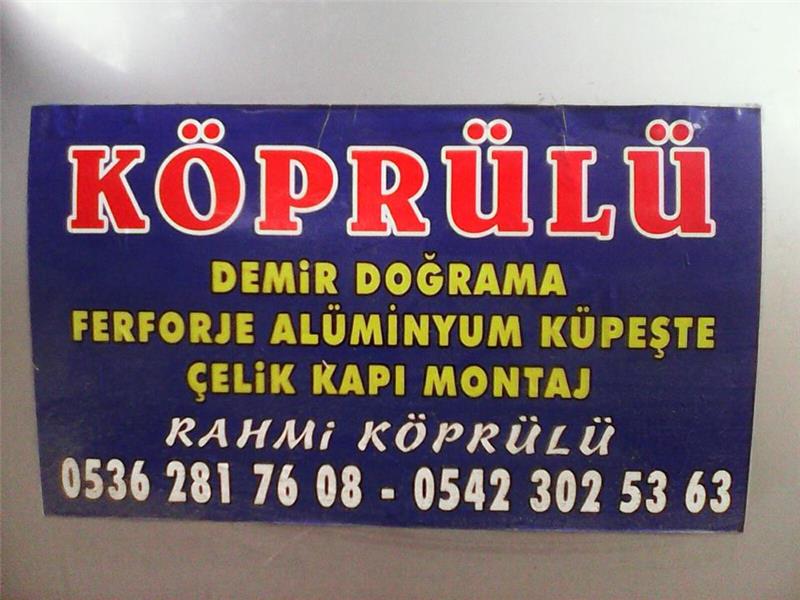 KÖPRÜLÜ
DEMİR DOĞRAMA
FERFORJE ALÜMİNYUM KÜPEŞTE
ÇELİK KAPI MONTAJ
RAHMİ KÖPRÜLÜ
0536 281 76 08 - 0542 302 53 63